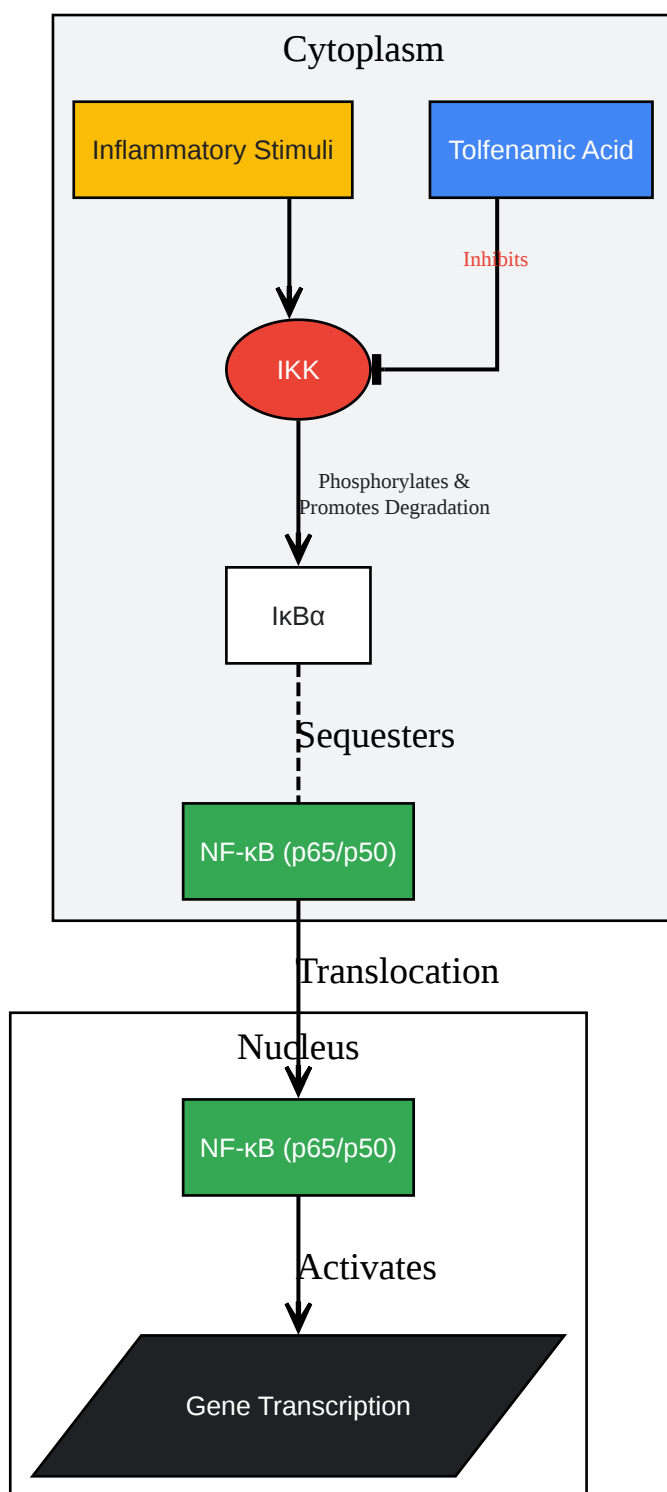 Cytoplasm
Inflammatory Stimuli
Tolfenamic Acid
Inhibits
IKK
Phosphorylates &
Promotes Degradation
IκBα
Sequesters
NF-κB (p65/p50)
Translocation
Nucleus
NF-κB (p65/p50)
Activates
Gene Transcription